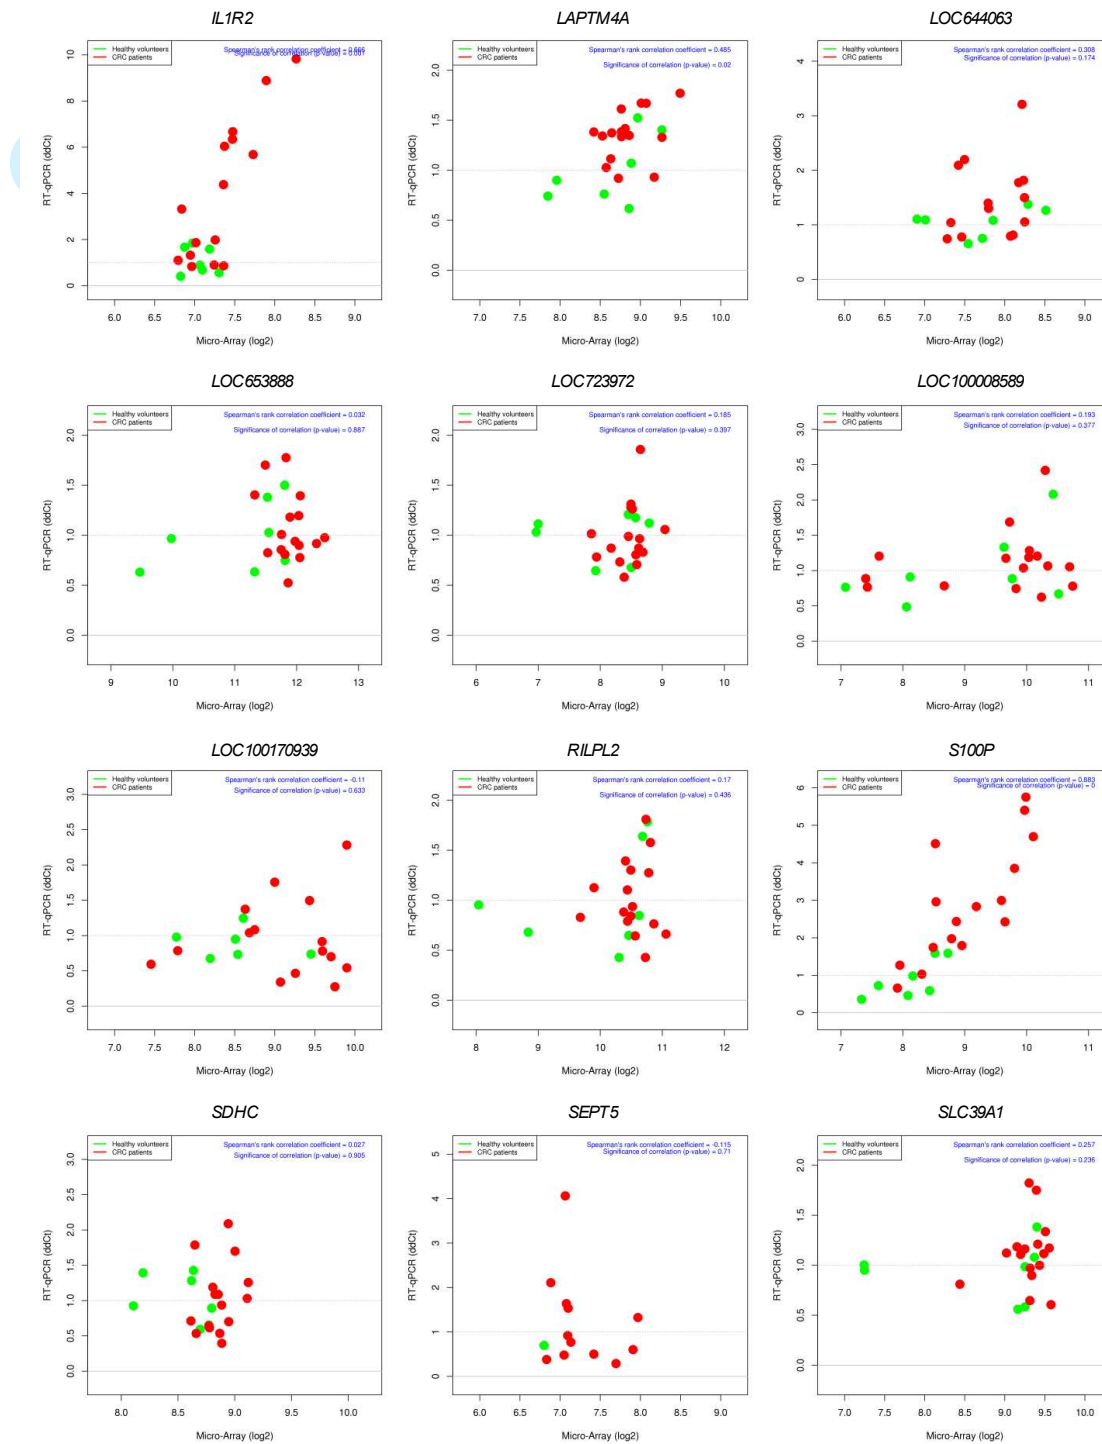 IL1R2
Healthy volunteers
CRC patients
Spearman's rank correlation coefficient = 0.666
Significance of correlation (p-value) = 0.001
RT-qPCR (ddCt)
10
8
6
4
2
0
6.0 6.5 7.0 7.5 8.0 8.5 9.0
Micro-Array (log2)
LAPTM4A
Healthy volunteers
CRC patients
Spearman's rank correlation coefficient = 0.485
Significance of correlation (p-value) = 0.02
RT-qPCR (ddCt)
2.0
1.5
1.0
0.5
0.0
7.0 7.5 8.0 8.5 9.0 9.5 10.0
Micro-Array (log2)
LOC644063
Healthy volunteers
CRC patients
Spearman's rank correlation coefficient = 0.308
Significance of correlation (p-value) = 0.174
RT-qPCR (ddCt)
4
3
2
1
0
6.0 6.5 7.0 7.5 8.0 8.5 9.0
Micro-Array (log2)
LOC653888
Healthy volunteers
CRC patients
Spearman's rank correlation coefficient = 0.032
Significance of correlation (p-value) = 0.887
RT-qPCR (ddCt)
2.0
1.5
1.0
0.5
0.0
9 10 11 12 13
Micro-Array (log2)
LOC723972
Healthy volunteers
CRC patients
Spearman's rank correlation coefficient = 0.185
Significance of correlation (p-value) = 0.397
RT-qPCR (ddCt)
2.0
1.5
1.0
0.5
0.0
6 7 8 9 10
Micro-Array (log2)
LOC100008589
Healthy volunteers
CRC patients
Spearman's rank correlation coefficient = 0.193
Significance of correlation (p-value) = 0.377
RT-qPCR (ddCt)
3.0
2.5
2.0
1.5
1.0
0.5
0.0
7 8 9 10 11
Micro-Array (log2)
LOC100170939
Healthy volunteers
CRC patients
Spearman's rank correlation coefficient = -0.11
Significance of correlation (p-value) = 0.633
RT-qPCR (ddCt)
3.0
2.5
2.0
1.5
1.0
0.5
0.0
7.0 7.5 8.0 8.5 9.0 9.5 10.0
Micro-Array (log2)
RILPL2
Healthy volunteers
CRC patients
Spearman's rank correlation coefficient = 0.17
Significance of correlation (p-value) = 0.436
RT-qPCR (ddCt)
2.0
1.5
1.0
0.5
0.0
8 9 10 11 12
Micro-Array (log2)
S100P
Healthy volunteers
CRC patients
Spearman's rank correlation coefficient = 0.883
Significance of correlation (p-value) = 0
RT-qPCR (ddCt)
6
5
4
3
2
1
0
7 8 9 10 11
Micro-Array (log2)
SDHC
Healthy volunteers
CRC patients
Spearman's rank correlation coefficient = 0.027
Significance of correlation (p-value) = 0.905
RT-qPCR (ddCt)
3.0
2.5
2.0
1.5
1.0
0.5
0.0
8.0 8.5 9.0 9.5 10.0
Micro-Array (log2)
SEPT5
Healthy volunteers
CRC patients
Spearman's rank correlation coefficient = -0.115
Significance of correlation (p-value) = 0.71
RT-qPCR (ddCt)
5
4
3
2
1
0
6 7 8 9 10
Micro-Array (log2)
SLC39A1
Healthy volunteers
CRC patients
Spearman's rank correlation coefficient = 0.257
Significance of correlation (p-value) = 0.236
RT-qPCR (ddCt)
2.0
1.5
1.0
0.5
0.0
7.0 7.5 8.0 8.5 9.0 9.5 10.0
Micro-Array (log2)